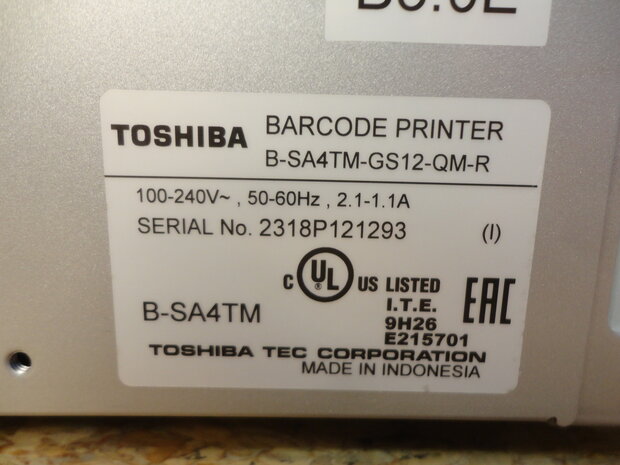 TOSHIBA BARCODE PRINTER
B-SA4TM-GS12-QM-R
100-240V~ , 50-60Hz , 2.1-1.1A
SERIAL No. 2318P121293 (I)
C UL ® US LISTED
I.T.E.
9H26
E215701
EAC
B-SA4TM
TOSHIBA TEC CORPORATION
MADE IN INDONESIA